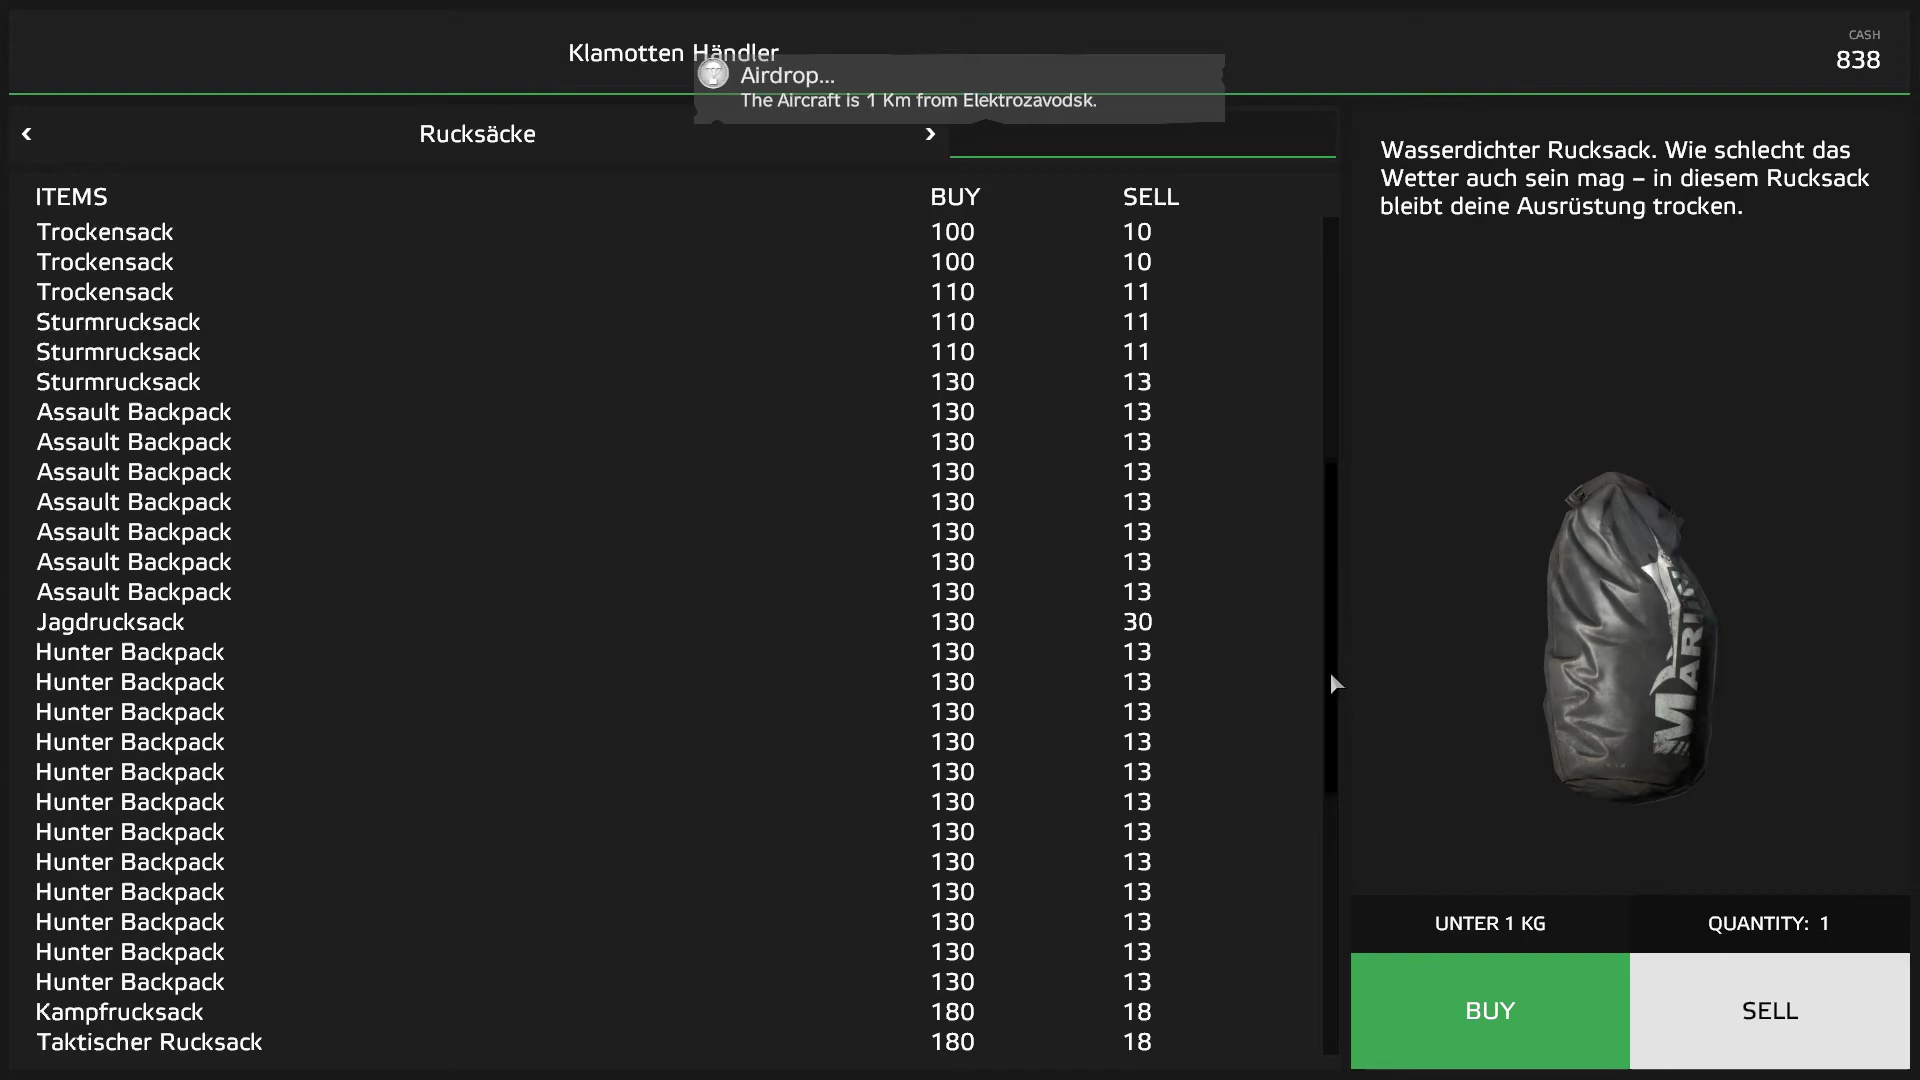 Klamotten Händler
CASH
838
Airdrop...
The Aircraft is 1 Km from Elektrozavodsk.
‹ Rucksäcke ›
ITEMS BUY SELL
Trockensack 100 10
Trockensack 100 10
Trockensack 110 11
Sturmrucksack 110 11
Sturmrucksack 110 11
Sturmrucksack 130 13
Assault Backpack 130 13
Assault Backpack 130 13
Assault Backpack 130 13
Assault Backpack 130 13
Assault Backpack 130 13
Assault Backpack 130 13
Assault Backpack 130 13
Jagdrucksack 130 30
Hunter Backpack 130 13
Hunter Backpack 130 13
Hunter Backpack 130 13
Hunter Backpack 130 13
Hunter Backpack 130 13
Hunter Backpack 130 13
Hunter Backpack 130 13
Hunter Backpack 130 13
Hunter Backpack 130 13
Hunter Backpack 130 13
Hunter Backpack 130 13
Hunter Backpack 130 13
Kampfrucksack 180 18
Taktischer Rucksack 180 18
Wasserdichter Rucksack. Wie schlecht das
Wetter auch sein mag – in diesem Rucksack
bleibt deine Ausrüstung trocken.
UNTER 1 KG
QUANTITY: 1
BUY
SELL